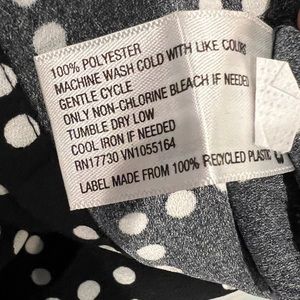 100% POLYESTER
MACHINE WASH COLD WITH LIKE COLORS
GENTLE CYCLE
ONLY NON-CHLORINE BLEACH IF NEEDED
TUMBLE DRY LOW
COOL IRON IF NEEDED
RN17730 VN1055164
LABEL MADE FROM 100% RECYCLED PLASTIC